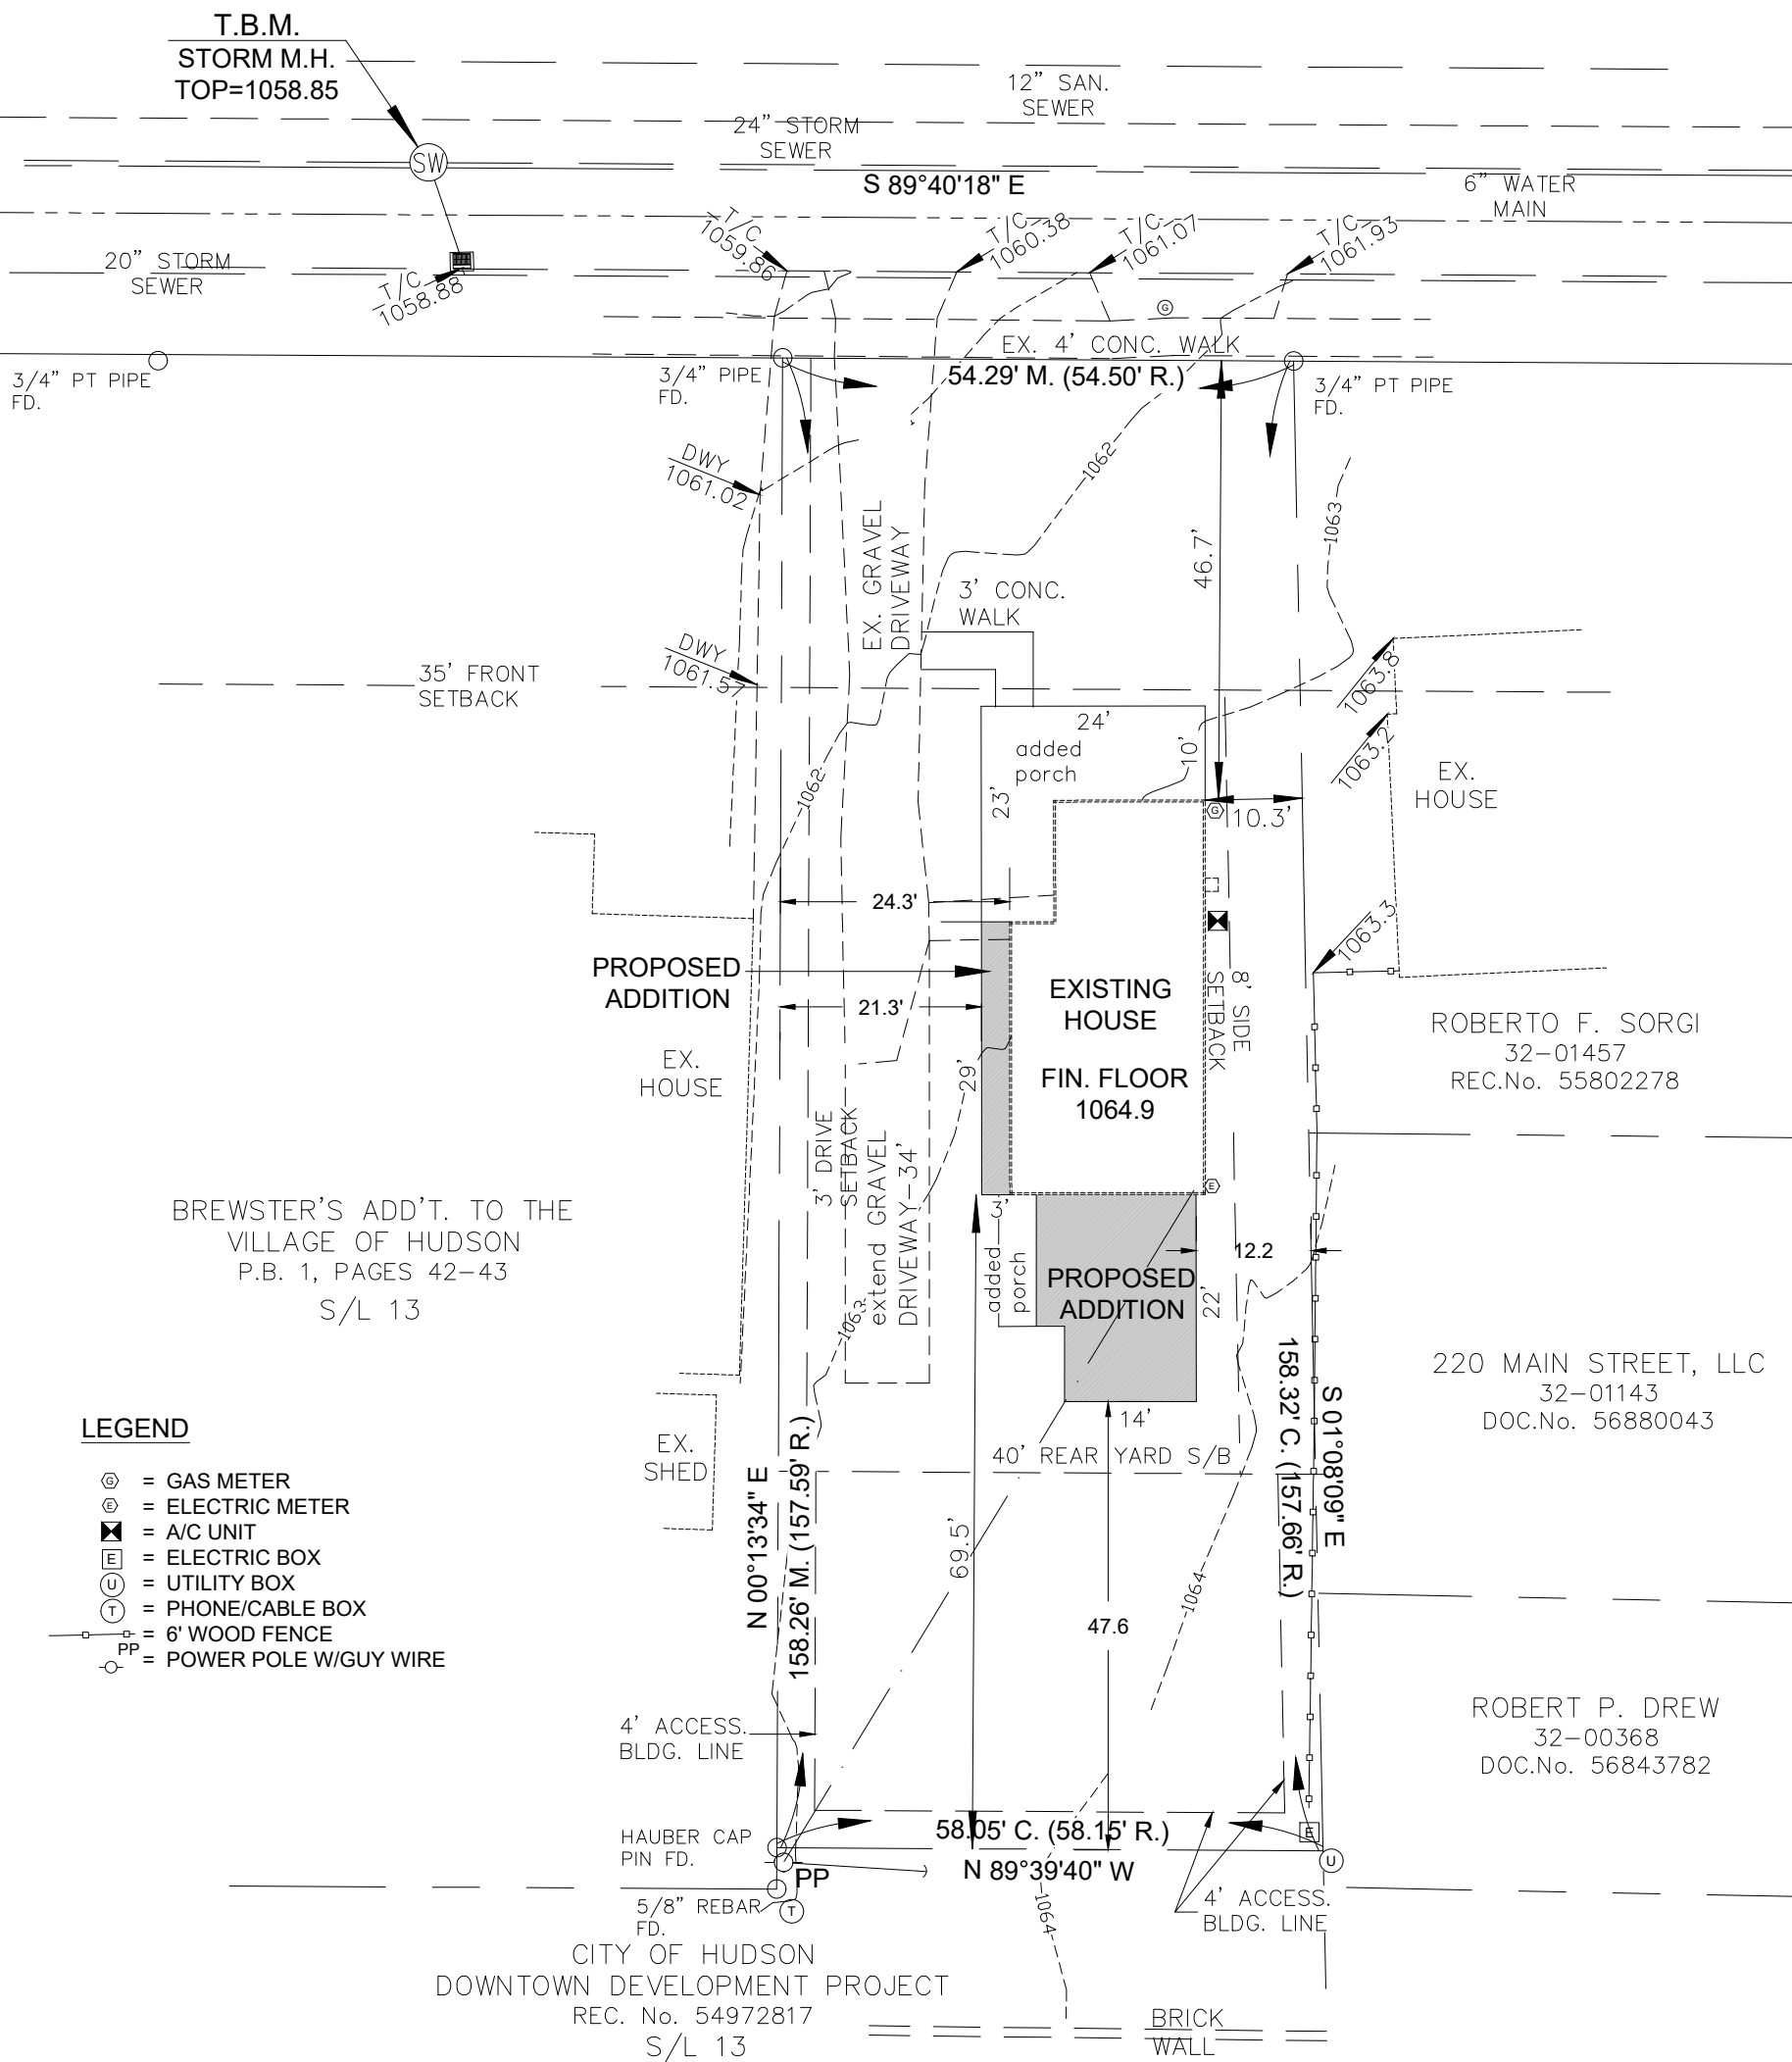 T.B.M.
STORM M.H.
TOP=1058.85
12" SAN.
SEWER
24" STORM
SEWER
SW
S 89°40'18" E
6" WATER
MAIN
20" STORM
SEWER
T/C
1058.88
T/C
1059.86
T/C
1060.38
T/C
1061.07
T/C
1061.93
G
EX. 4' CONC. WALK
54.29' M. (54.50' R.)
3/4" PT PIPE
FD.
3/4" PIPE
FD.
3/4" PT PIPE
FD.
DWY
1061.02
1062
1063
46.7'
EX. GRAVEL
DRIVEWAY
3' CONC.
WALK
DWY
1061.57
35' FRONT
SETBACK
1063.8
1063.2
24'
added
porch
10'
23'
1062
EX.
HOUSE
G
10.3'
24.3'
1063.3
PROPOSED
ADDITION
21.3'
EXISTING
HOUSE
FIN. FLOOR
1064.9
8' SIDE
SETBACK
ROBERTO F. SORGI
32-01457
REC.No. 55802278
EX.
HOUSE
29'
3' DRIVE
SETBACK
extend GRAVEL
DRIVEWAY-34'
1063
E
3'
added
porch
12.2
PROPOSED
ADDITION
22'
BREWSTER'S ADD'T. TO THE
VILLAGE OF HUDSON
P.B. 1, PAGES 42-43
S/L 13
220 MAIN STREET, LLC
32-01143
DOC.No. 56880043
14'
40' REAR YARD S/B
EX.
SHED
158.32' C. (157.66' R.)
S 01°08'09" E
N 00°13'34" E
158.26' M. (157.59' R.)
69.5'
47.6
1064
LEGEND
G = GAS METER
E = ELECTRIC METER
= A/C UNIT
E = ELECTRIC BOX
U = UTILITY BOX
T = PHONE/CABLE BOX
= 6' WOOD FENCE
PP = POWER POLE W/GUY WIRE
ROBERT P. DREW
32-00368
DOC.No. 56843782
4' ACCESS.
BLDG. LINE
58.05' C. (58.15' R.)
N 89°39'40" W
HAUBER CAP
PIN FD.
PP
E
U
5/8" REBAR
FD.
T
1064
4' ACCESS.
BLDG. LINE
CITY OF HUDSON
DOWNTOWN DEVELOPMENT PROJECT
REC. No. 54972817
S/L 13
BRICK
WALL